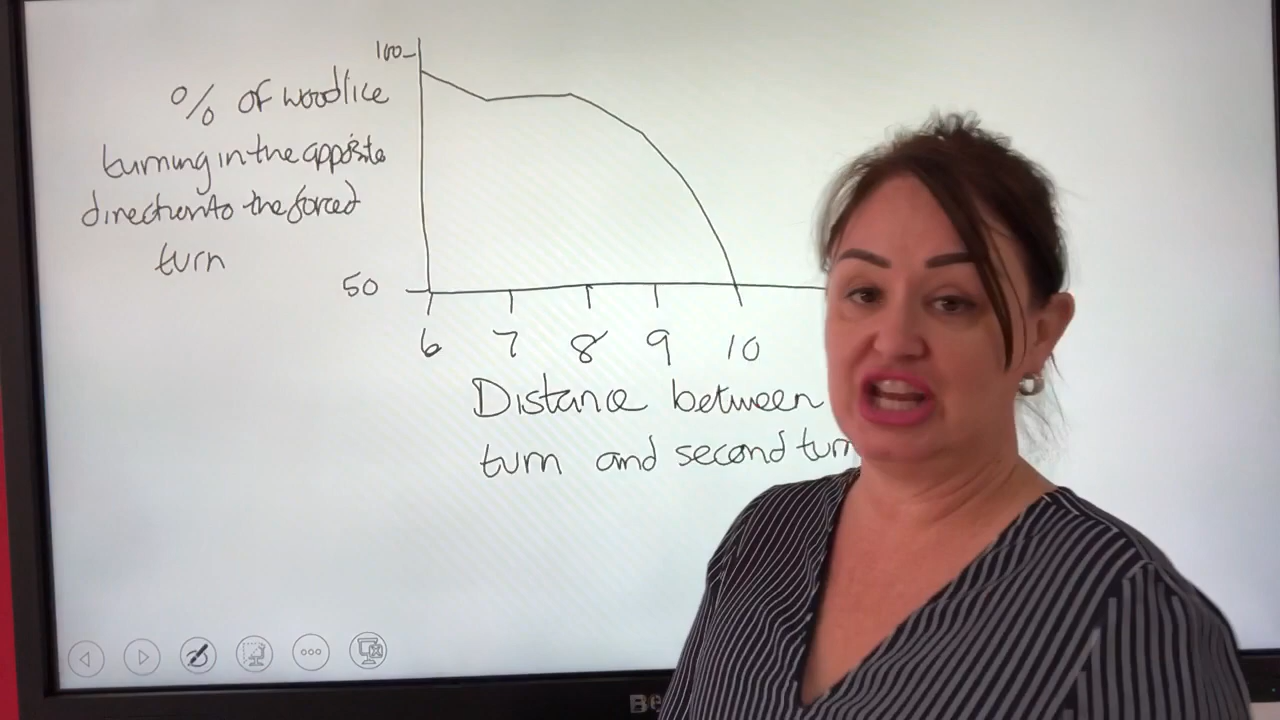 100
% of woodlice
turning in the opposite
direction to the forced
turn
50
6 7 8 9 10
Distance between
turn and second turn
Be